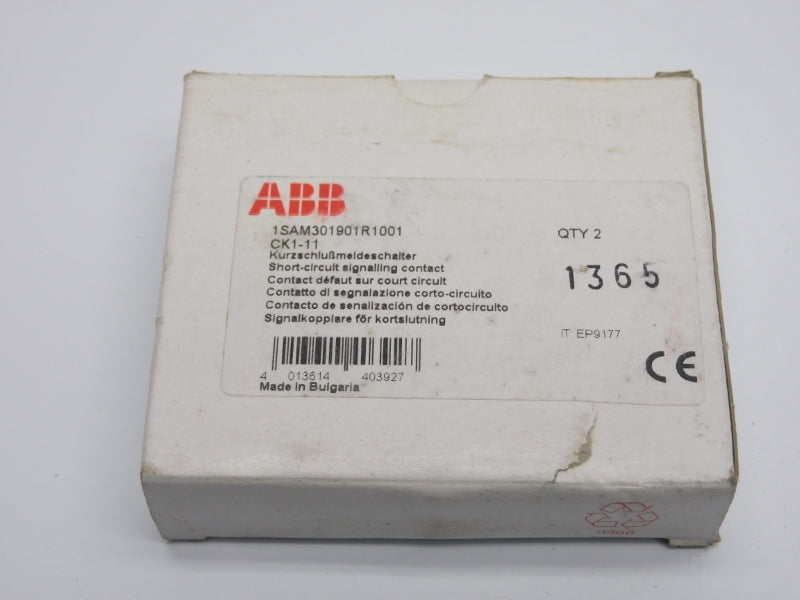 ABB
1SAM301901R1001
CK1-11
Kurzschlußmeideschalter
Short-circuit signalling contact
Contact défaut sur court circuit
Contatto di segnalazione corto-circuito
Contacto de senalización de cortocircuito
Signalkopplare för kortslutning
4 013614 403927
Made in Bulgaria
QTY 2
1365
IT EP9177
CE